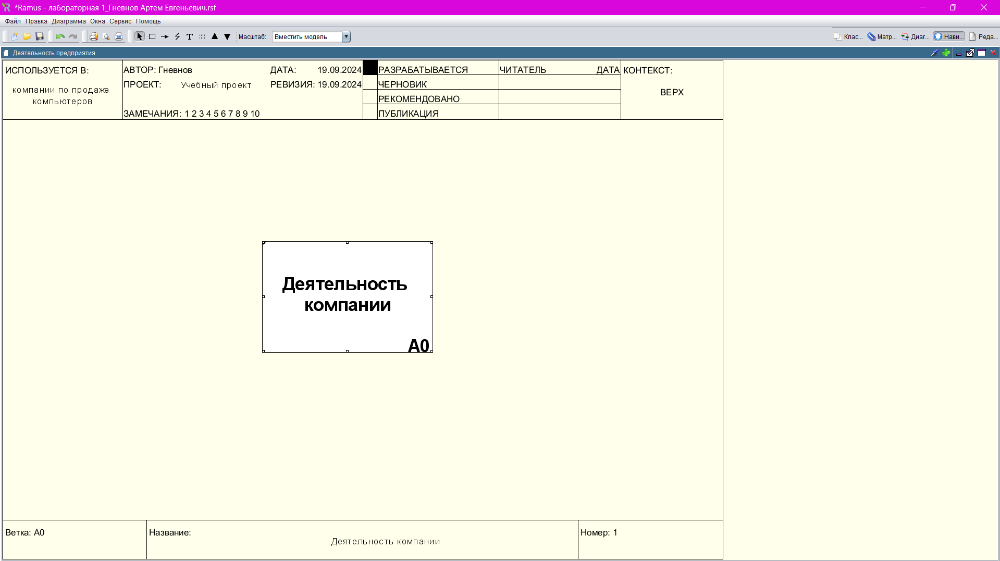 *Ramus - лабораторная 1_Гневнов Артем Евгеньевич.rsf
Файл Правка Диаграмма Окна Сервис Помощь
Масштаб: Вместить модель Клас... Матр... Диаг... Нави... Реда...
Деятельность предприятия
ИСПОЛЬЗУЕТСЯ В:
компании по продаже
компьютеров
АВТОР: Гневнов ДАТА: 19.09.2024
ПРОЕКТ: Учебный проект РЕВИЗИЯ: 19.09.2024
ЗАМЕЧАНИЯ: 1 2 3 4 5 6 7 8 9 10
РАЗРАБАТЫВАЕТСЯ
ЧЕРНОВИК
РЕКОМЕНДОВАНО
ПУБЛИКАЦИЯ
ЧИТАТЕЛЬ ДАТА
КОНТЕКСТ:
ВЕРХ
Деятельность
компании
A0
Ветка: A0
Название:
Деятельность компании
Номер: 1